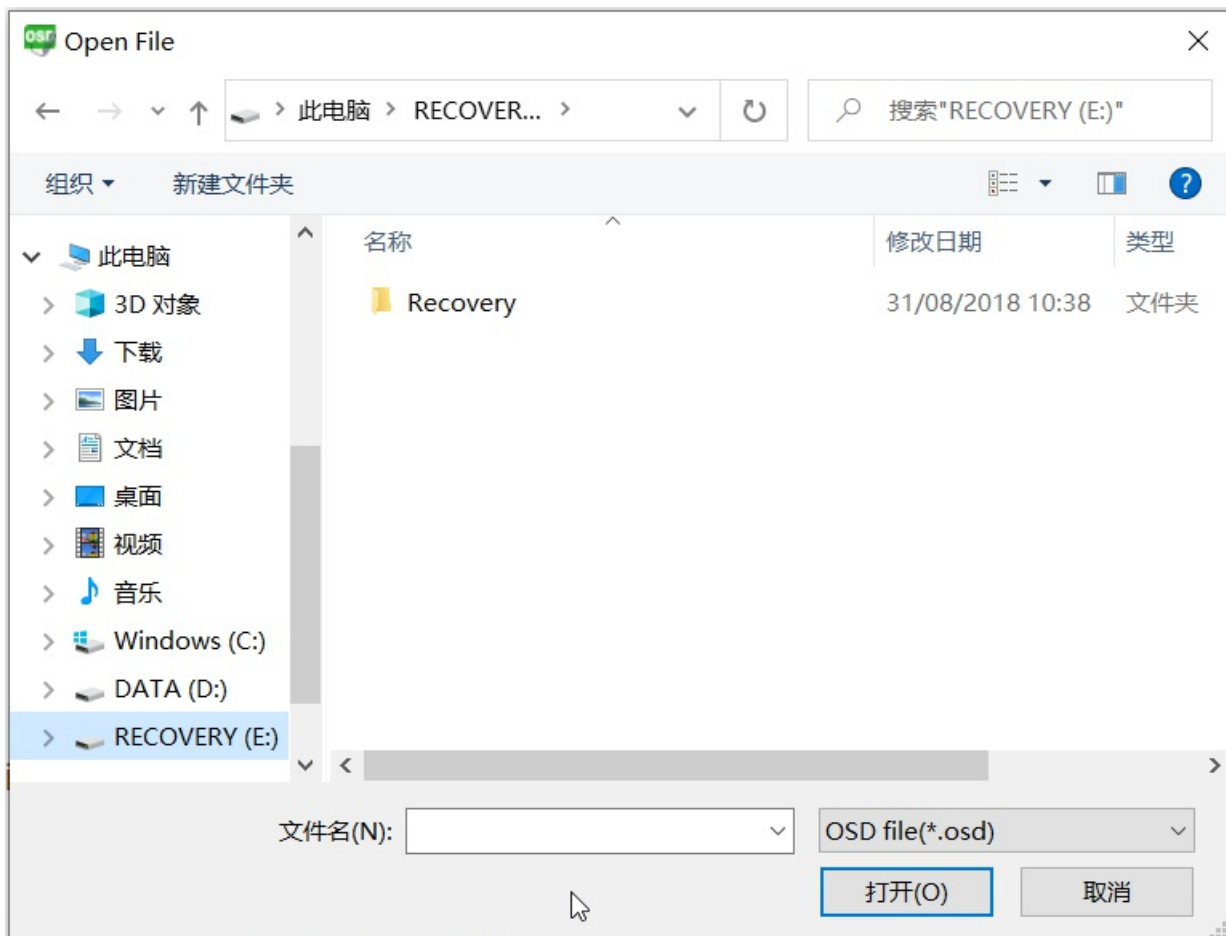 OSD Open File
此电脑 RECOVER...
搜索"RECOVERY (E:)"
组织 新建文件夹
?
名称 修改日期 类型
此电脑
Recovery 31/08/2018 10:38 文件夹
3D 对象
下载
图片
文档
桌面
视频
音乐
Windows (C:)
DATA (D:)
RECOVERY (E:)
文件名(N): OSD file(*.osd)
打开(O) 取消